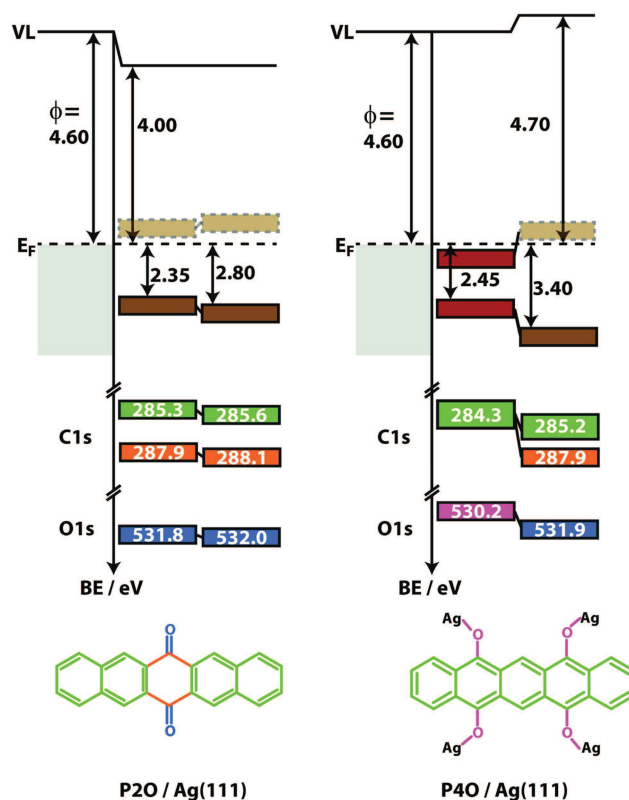 VL
ϕ=
4.60
4.00
E_F
2.35
2.80
C1s
285.3
285.6
287.9
288.1
O1s
531.8
532.0
BE / eV
O
O
P2O / Ag(111)
VL
ϕ=
4.60
4.70
E_F
2.45
3.40
C1s
284.3
285.2
287.9
O1s
530.2
531.9
BE / eV
Ag
Ag
O
O
O
O
Ag
Ag
P4O / Ag(111)